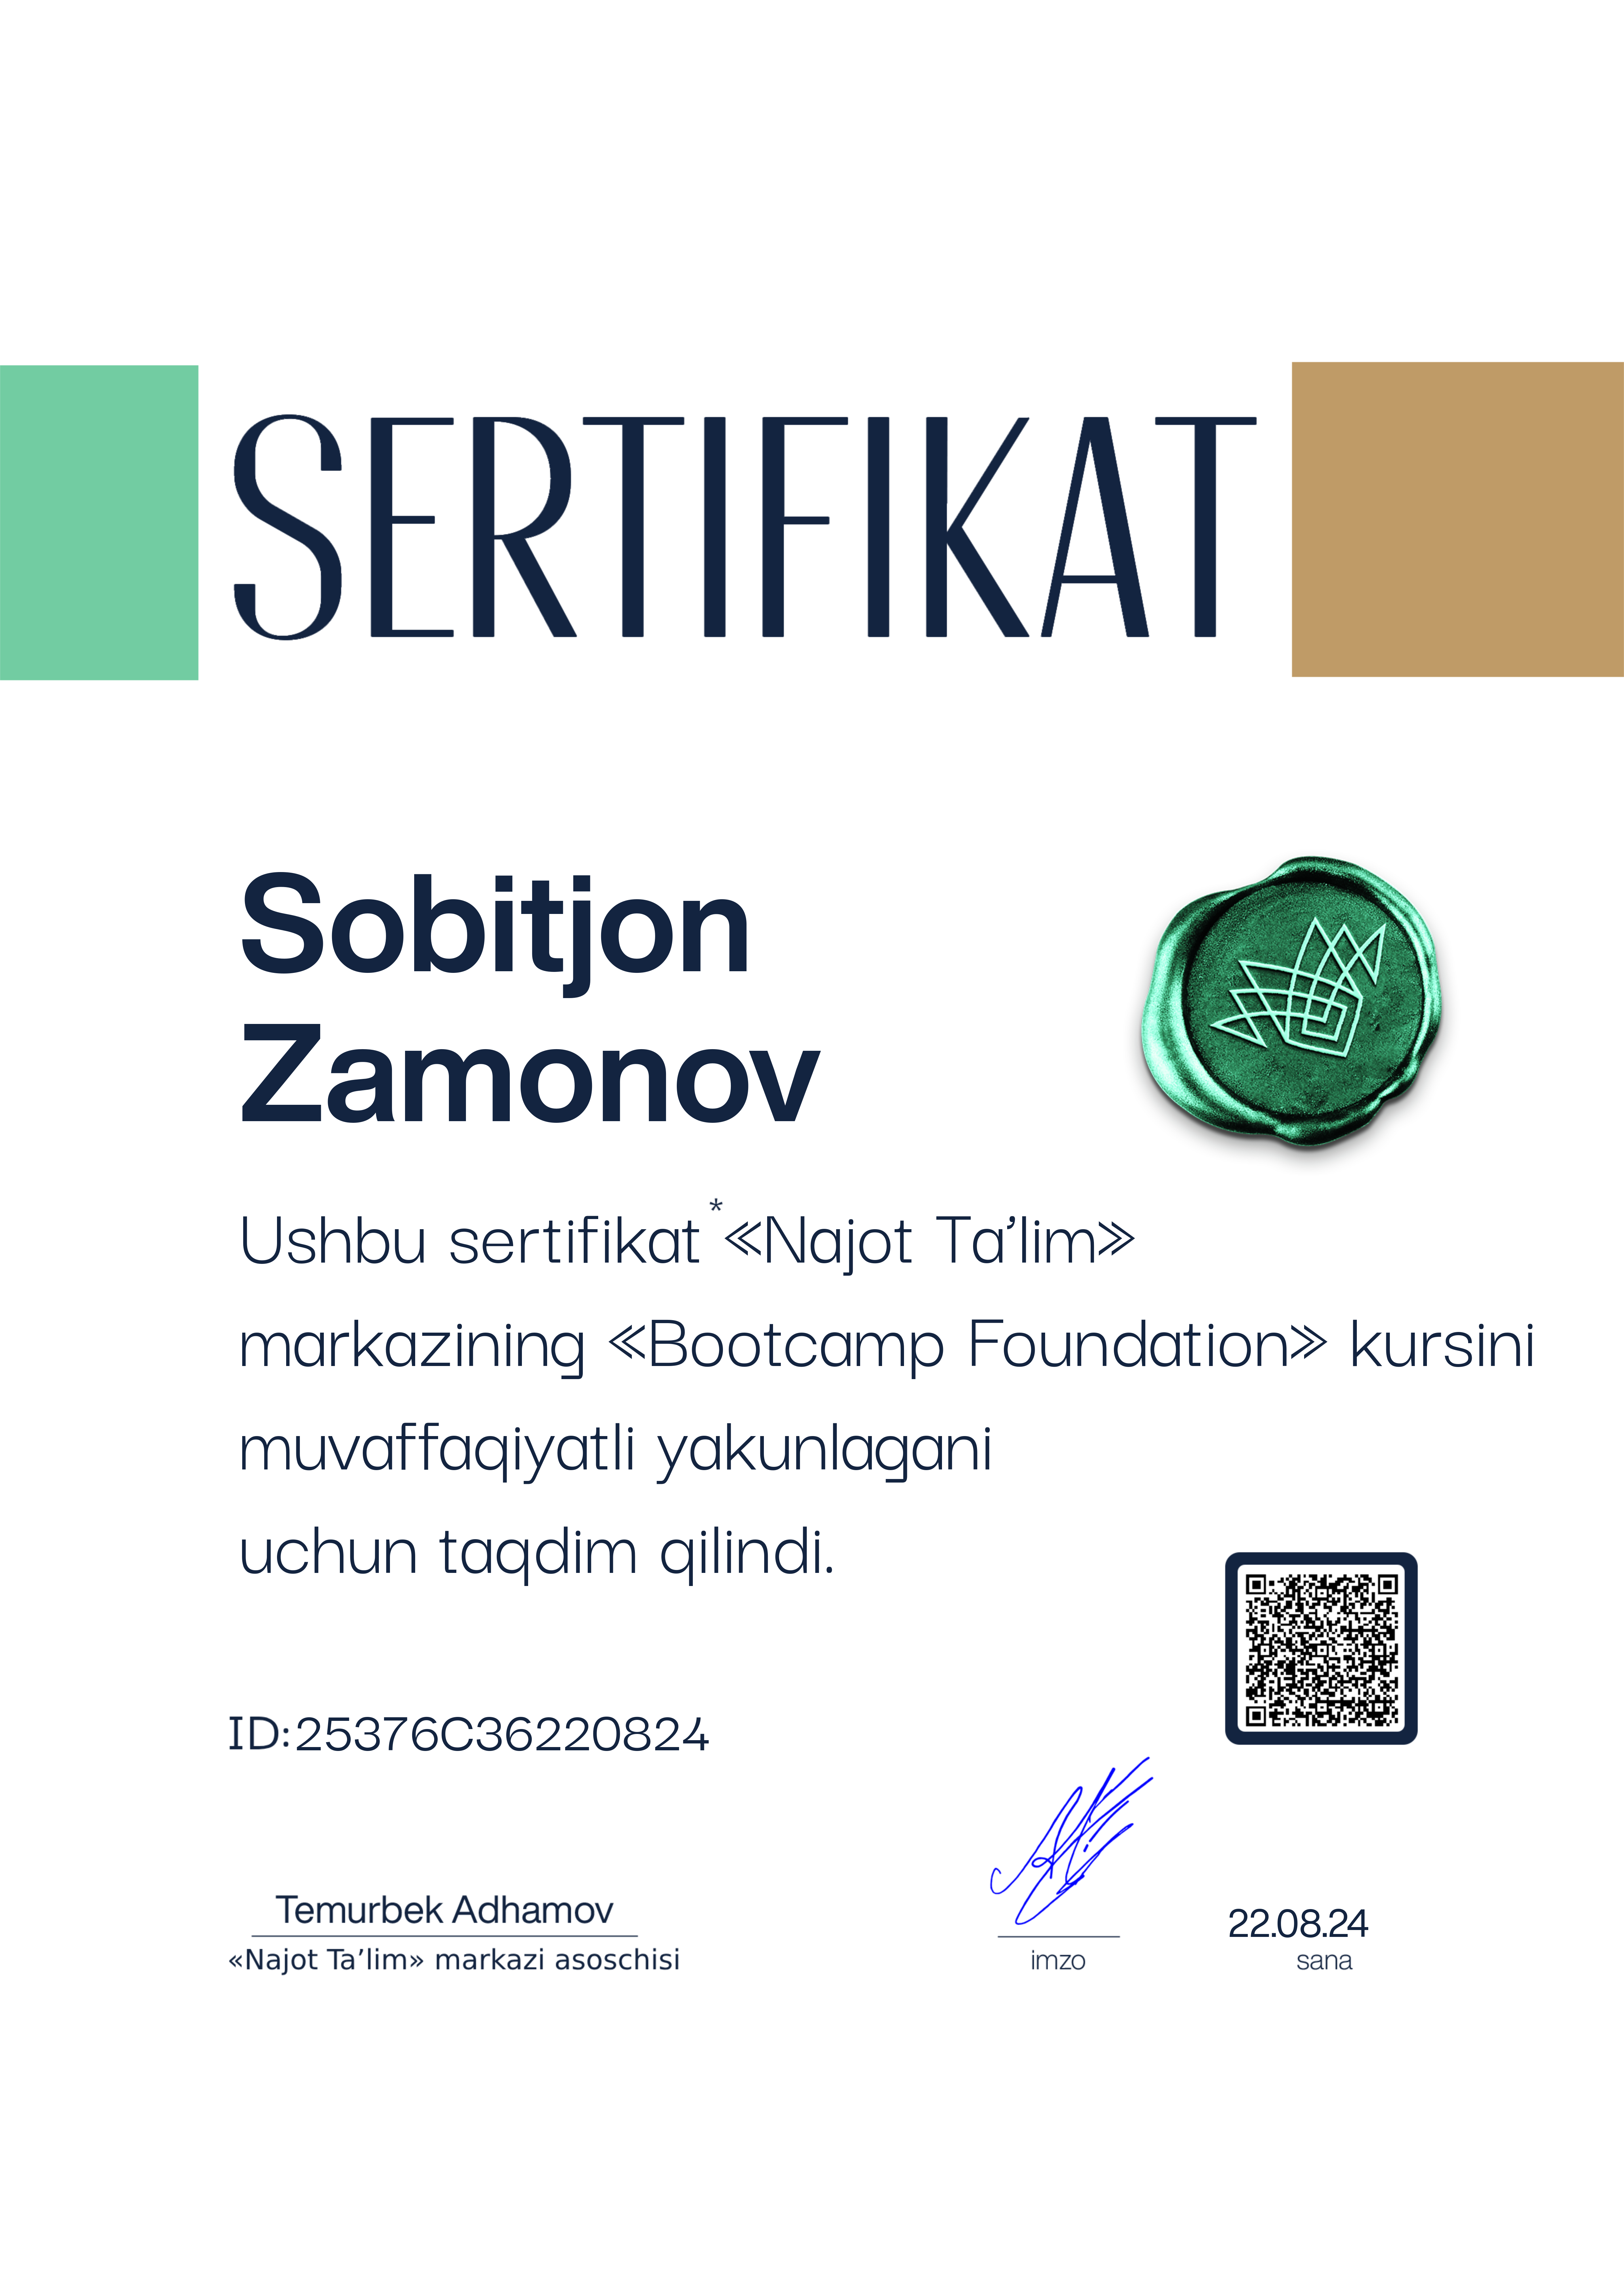 SERTIFIKAT
Sobitjon
Zamonov
Ushbu sertifikat *«Najot Ta’lim»
markazining «Bootcamp Foundation» kursini
muvaffaqiyatli yakunlagani
uchun taqdim qilindi.
ID:25376C36220824
Temurbek Adhamov
«Najot Ta’lim» markazi asoschisi
imzo
22.08.24
sana